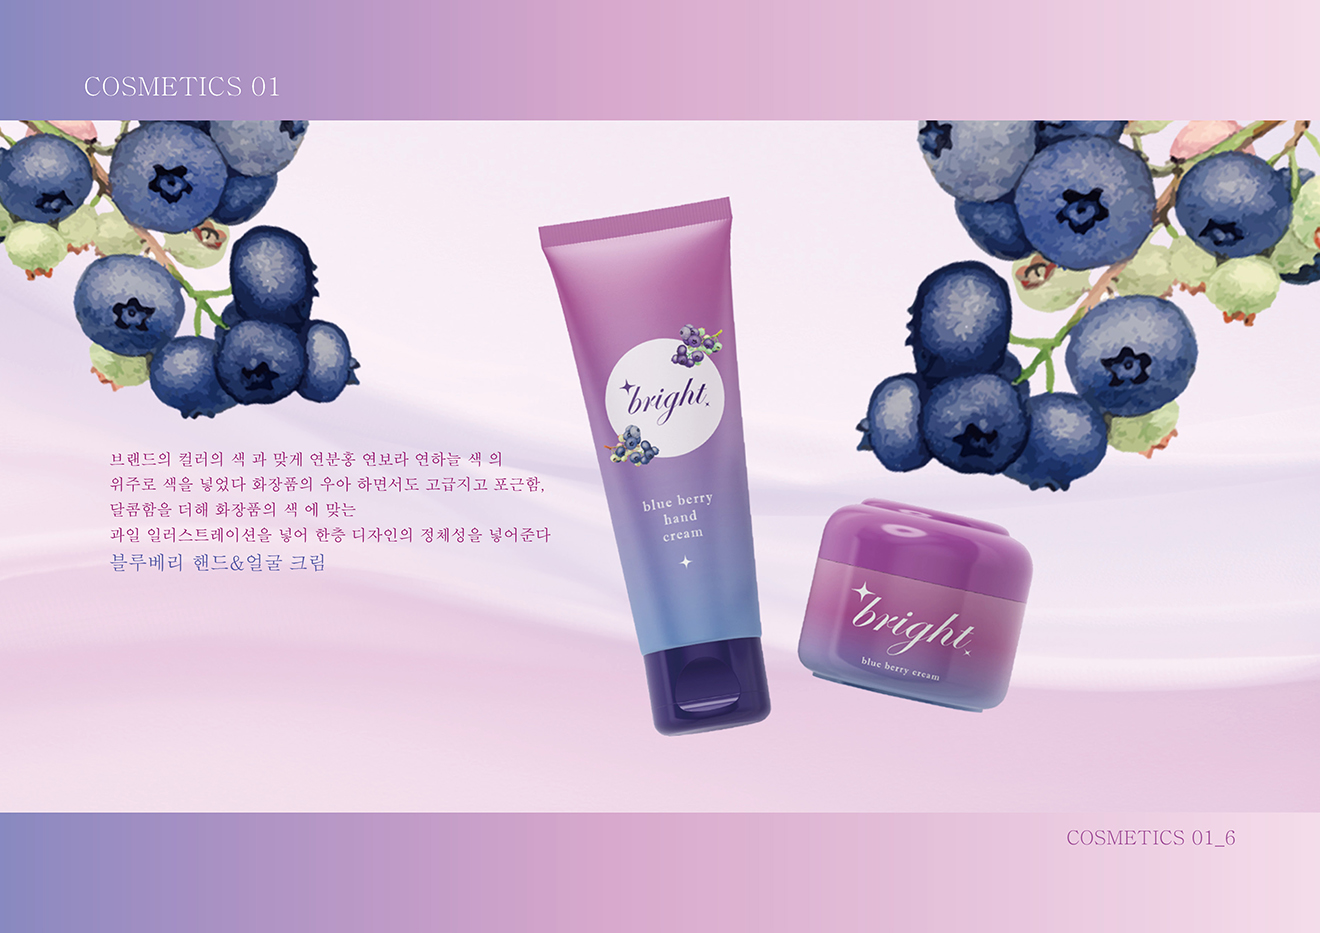 COSMETICS 01
브랜드의 컬러의 색 과 맞게 연분홍 연보라 연하늘 색 의
위주로 색을 넣었다 화장품의 우아 하면서도 고급지고 포근함,
달콤함을 더해 화장품의 색 에 맞는
과일 일러스트레이션을 넣어 한층 디자인의 정체성을 넣어준다
블루베리 핸드&얼굴 크림
bright
blue berry
hand
cream
bright
blue berry cream
COSMETICS 01_6